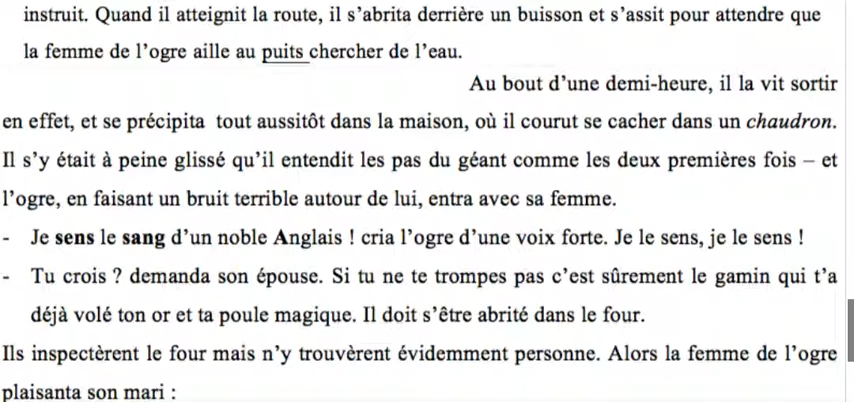 instruit. Quand il atteignit la route, il s’abrita derrière un buisson et s’assit pour attendre que
la femme de l’ogre aille au puits chercher de l’eau.
Au bout d’une demi-heure, il la vit sortir
en effet, et se précipita tout aussitôt dans la maison, où il courut se cacher dans un chaudron.
Il s’y était à peine glissé qu’il entendit les pas du géant comme les deux premières fois – et
l’ogre, en faisant un bruit terrible autour de lui, entra avec sa femme.
- Je sens le sang d’un noble Anglais ! cria l’ogre d’une voix forte. Je le sens, je le sens !
- Tu crois ? demanda son épouse. Si tu ne te trompes pas c’est sûrement le gamin qui t’a
déjà volé ton or et ta poule magique. Il doit s’être abrité dans le four.
Ils inspectèrent le four mais n’y trouvèrent évidemment personne. Alors la femme de l’ogre
plaisanta son mari :